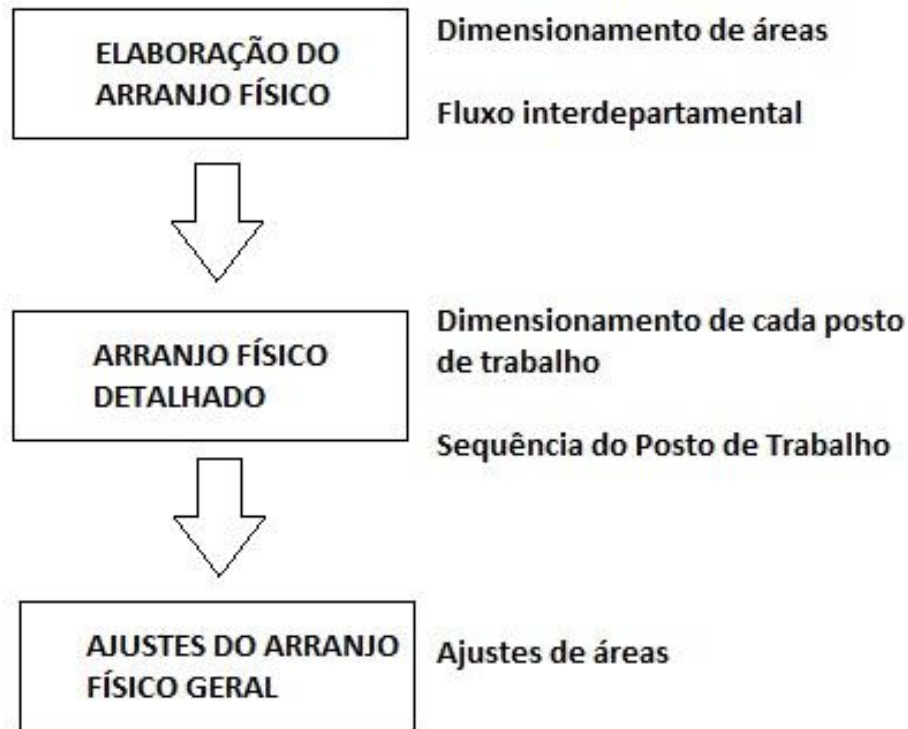 ELABORAÇÃO DO
ARRANJO FÍSICO
Dimensionamento de áreas
Fluxo interdepartamental
ARRANJO FÍSICO
DETALHADO
Dimensionamento de cada posto
de trabalho
Sequência do Posto de Trabalho
AJUSTES DO ARRANJO
FÍSICO GERAL
Ajustes de áreas